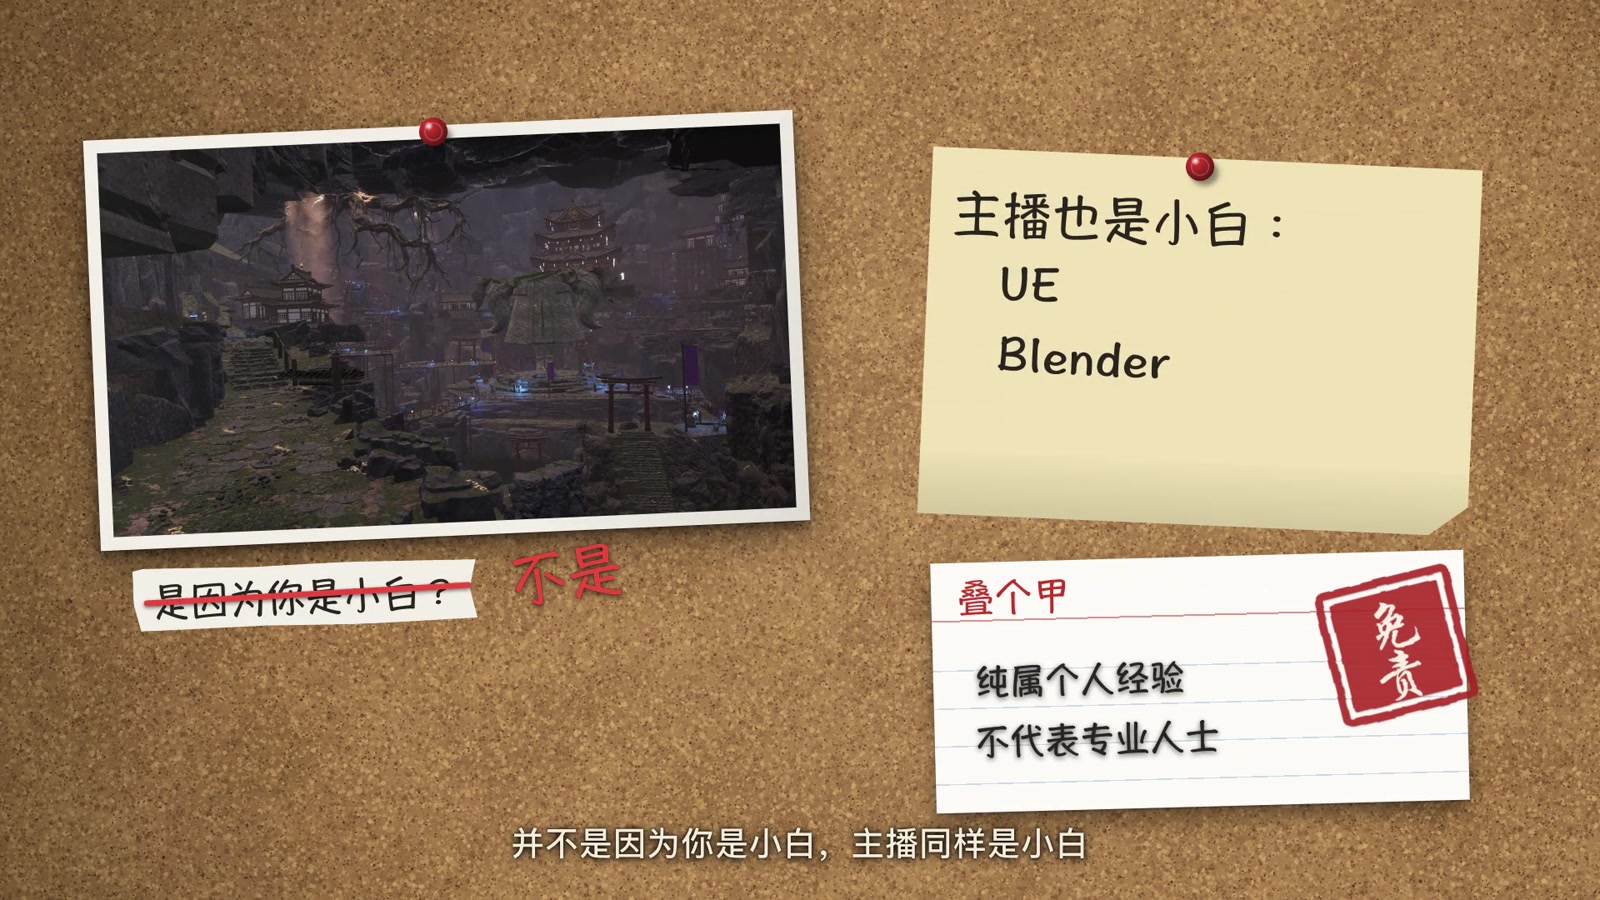 是因为你是小白？
不是
主播也是小白：
UE
Blender
叠个甲
免责
纯属个人经验
不代表专业人士
并不是因为你是小白，主播同样是小白